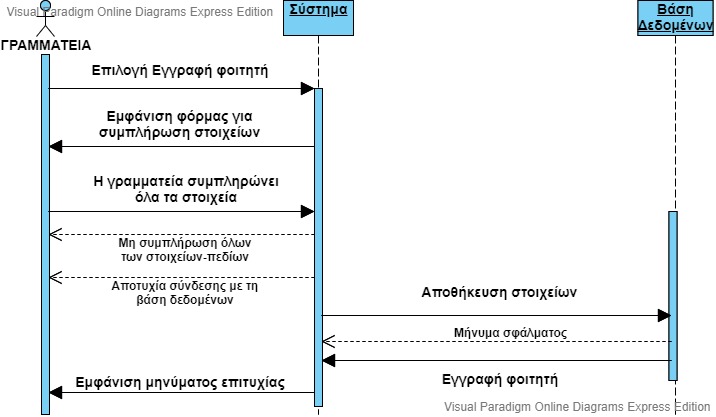 Visual Paradigm Online Diagrams Express Edition
Σύστημα
Βάση
Δεδομένων
ΓΡΑΜΜΑΤΕΙΑ
Επιλογή Εγγραφή φοιτητή
Εμφάνιση φόρμας για
συμπλήρωση στοιχείων
Η γραμματεία συμπληρώνει
όλα τα στοιχεία
Μη συμπλήρωση όλων
των στοιχείων-πεδίων
Αποτυχία σύνδεσης με τη
βάση δεδομένων
Αποθήκευση στοιχείων
Μήνυμα σφάλματος
Εγγραφή φοιτητή
Εμφάνιση μηνύματος επιτυχίας
Visual Paradigm Online Diagrams Express Edition